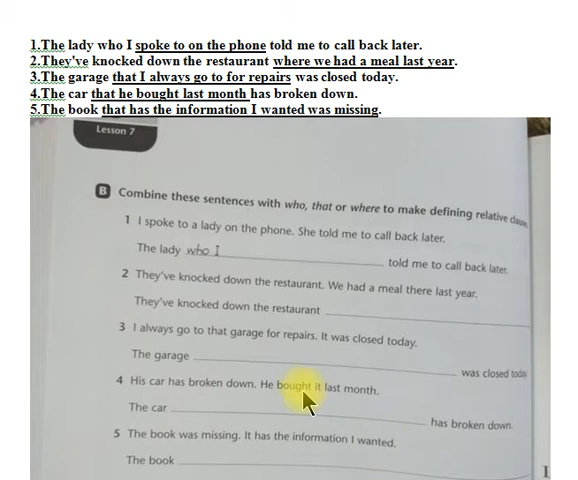 1.The lady who I spoke to on the phone told me to call back later.
2.They've knocked down the restaurant where we had a meal last year.
3.The garage that I always go to for repairs was closed today.
4.The car that he bought last month has broken down.
5.The book that has the information I wanted was missing.
Lesson 7
B Combine these sentences with who, that or where to make defining relative clause
1 I spoke to a lady on the phone. She told me to call back later.
The lady who I told me to call back later.
2 They've knocked down the restaurant. We had a meal there last year.
They've knocked down the restaurant
3 I always go to that garage for repairs. It was closed today.
The garage was closed today
4 His car has broken down. He bought it last month.
The car has broken down.
5 The book was missing. It has the information I wanted.
The book